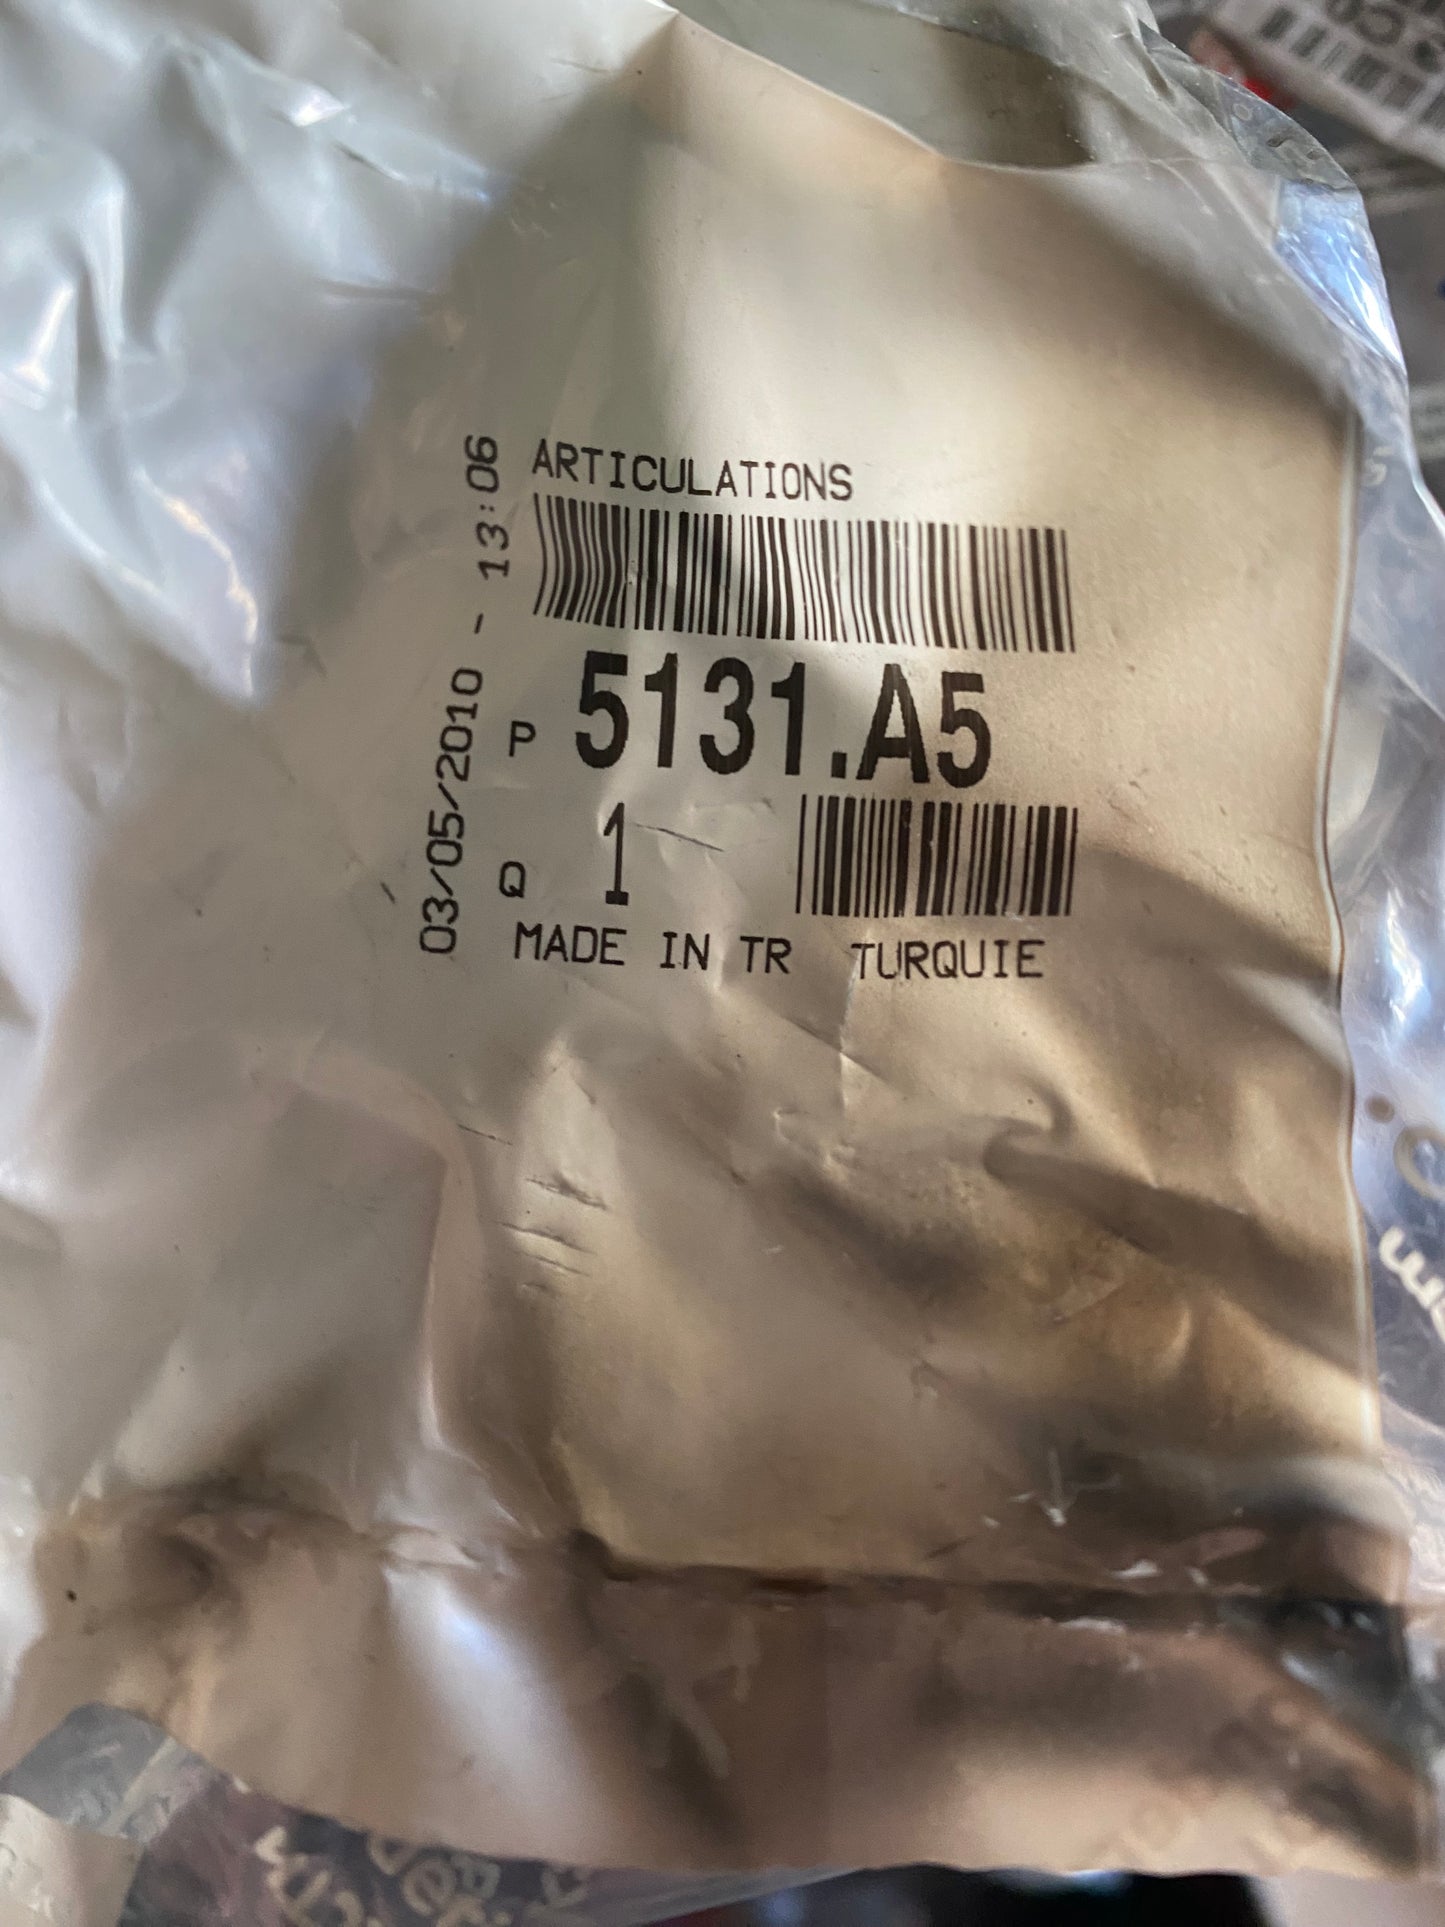 ARTICULATIONS
P 5131.A5
Q 1
MADE IN TR TURQUIE
03/05/2010 - 13:06